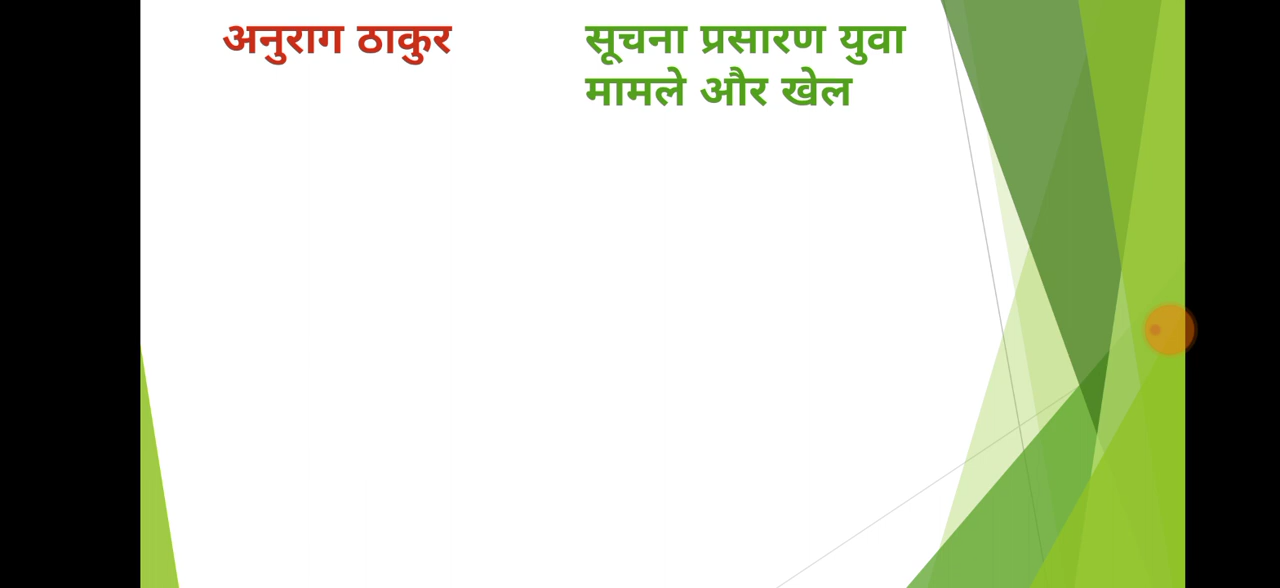 अनुराग ठाकुर
सूचना प्रसारण युवा
मामले और खेल